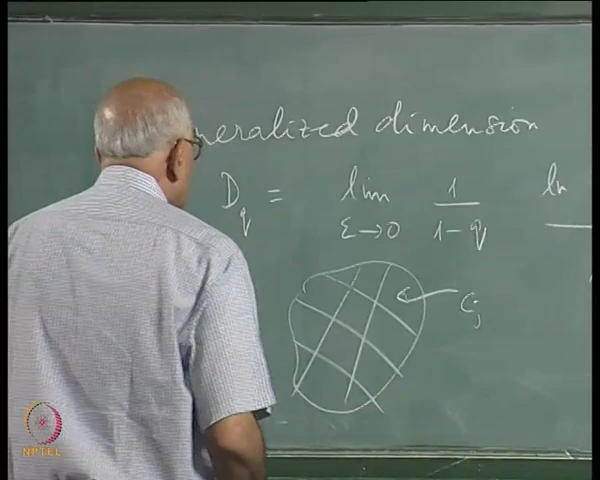 neralized dimension
D_q = lim ε→0 1/1-q ln
C_j
NPTEL